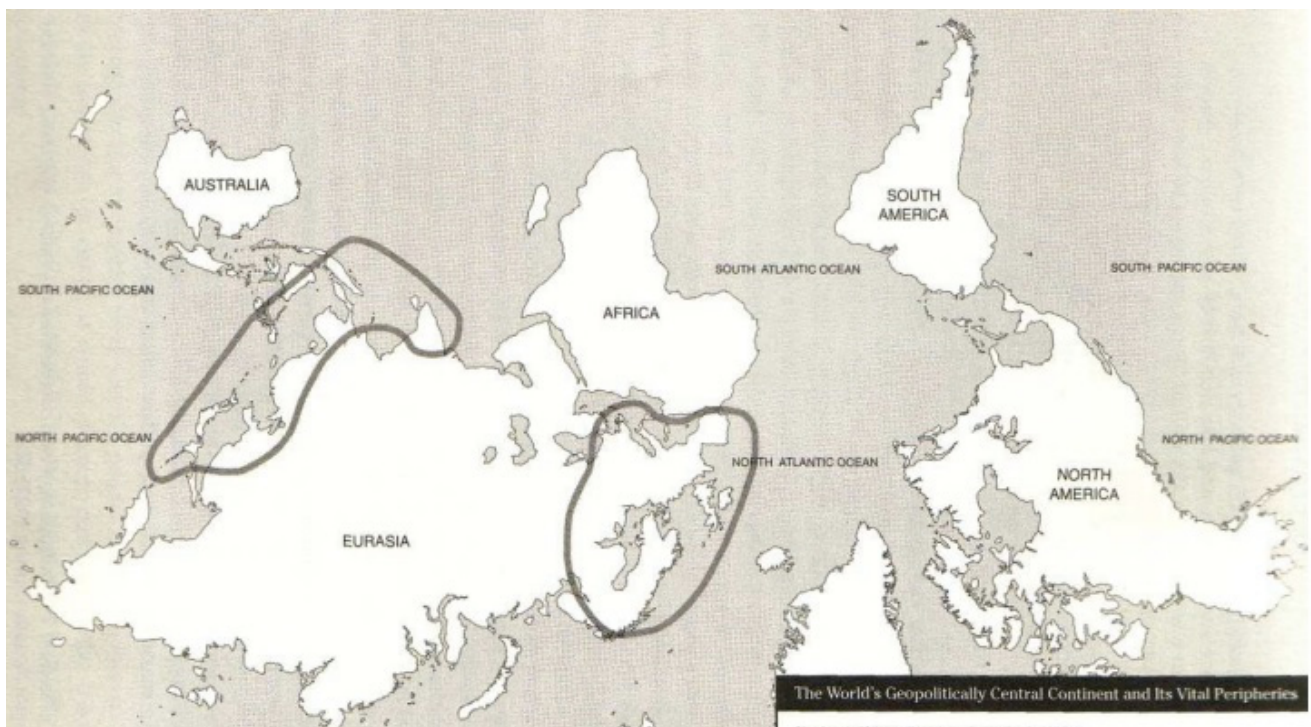 AUSTRALIA
SOUTH
AMERICA
SOUTH PACIFIC OCEAN
SOUTH ATLANTIC OCEAN
SOUTH PACIFIC OCEAN
AFRICA
NORTH PACIFIC OCEAN
NORTH ATLANTIC OCEAN
NORTH PACIFIC OCEAN
NORTH
AMERICA
EURASIA
The World's Geopolitically Central Continent and Its Vital Peripheries